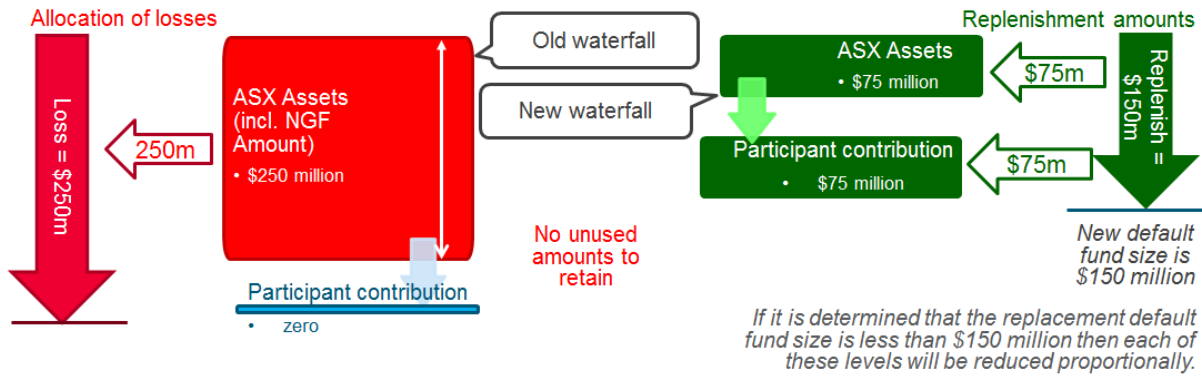 Allocation of losses
Loss = $250m
250m
ASX Assets
(incl. NGF
Amount)
• $250 million
Participant contribution
• zero
Old waterfall
New waterfall
No unused
amounts to
retain
Replenishment amounts
ASX Assets
• $75 million
$75m
Participant contribution
• $75 million
$75m
Replenish =
$150m
New default
fund size is
$150 million
If it is determined that the replacement default
fund size is less than $150 million then each of
these levels will be reduced proportionally.